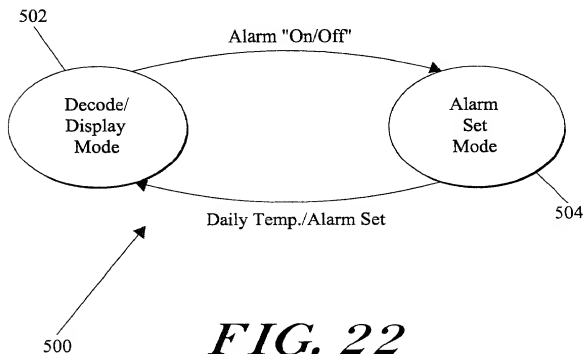 502
Alarm "On/Off"
Decode/
Display
Mode
Alarm
Set
Mode
504
Daily Temp./Alarm Set
500
FIG. 22